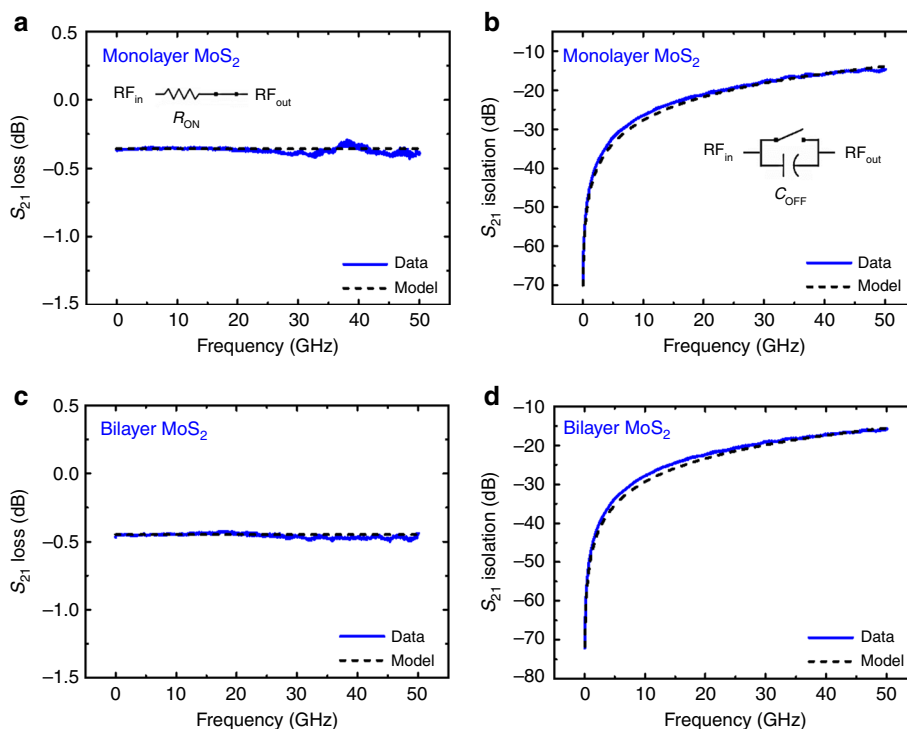 a
0.5
0.0
–0.5
–1.0
–1.5
S21 loss (dB)
Monolayer MoS2
RFin
RON
RFout
Data
Model
0 10 20 30 40 50
Frequency (GHz)
b
–10
–20
–30
–40
–50
–60
–70
S21 isolation (dB)
Monolayer MoS2
RFin
RFout
COFF
Data
Model
0 10 20 30 40 50
Frequency (GHz)
c
0.5
0.0
–0.5
–1.0
–1.5
S21 loss (dB)
Bilayer MoS2
Data
Model
0 10 20 30 40 50
Frequency (GHz)
d
–10
–20
–30
–40
–50
–60
–70
–80
S21 isolation (dB)
Bilayer MoS2
Data
Model
0 10 20 30 40 50
Frequency (GHz)